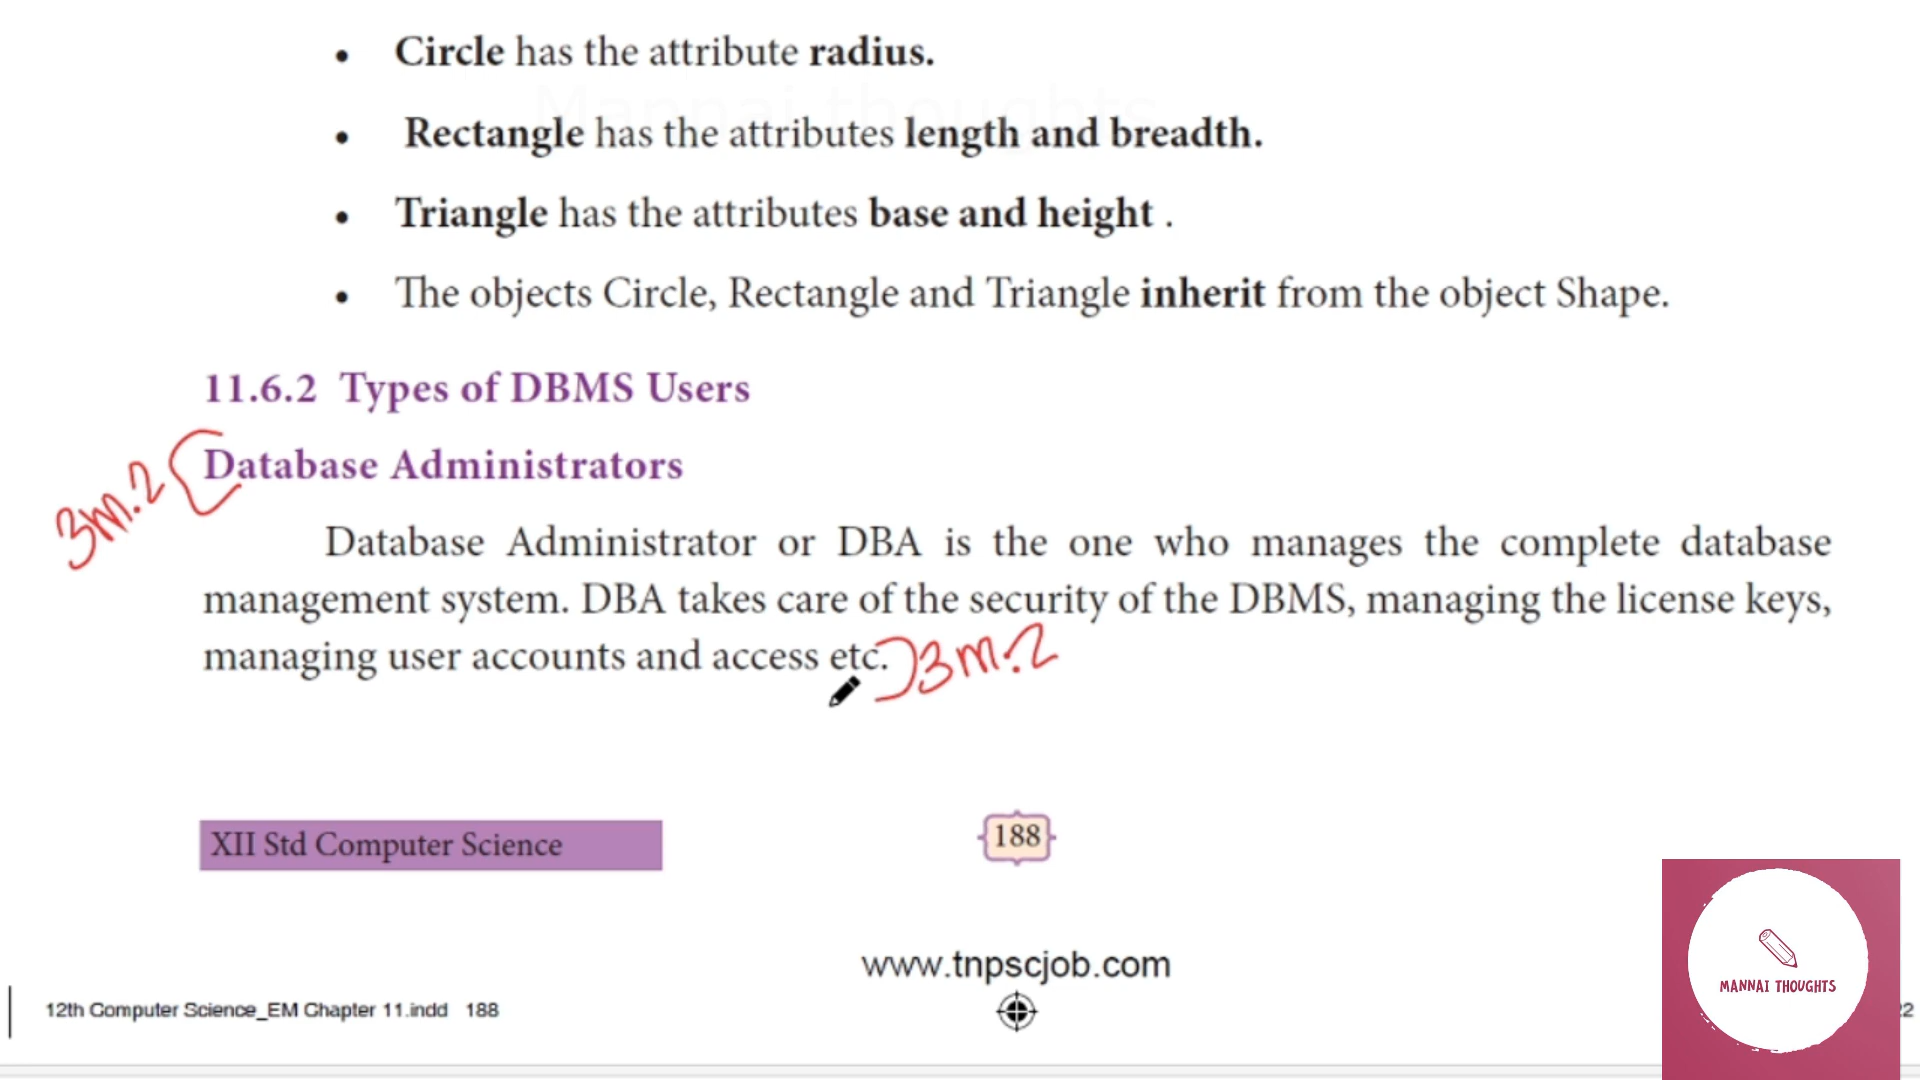 • Circle has the attribute radius.
Mannai thoughts
• Rectangle has the attributes length and breadth.
• Triangle has the attributes base and height .
• The objects Circle, Rectangle and Triangle inherit from the object Shape.
11.6.2 Types of DBMS Users
Database Administrators
3m.2
Database Administrator or DBA is the one who manages the complete database
management system. DBA takes care of the security of the DBMS, managing the license keys,
managing user accounts and access etc. 3m.2
XII Std Computer Science 188
MANNAI THOUGHTS
www.tnpscjob.com
12th Computer Science_EM Chapter 11.indd 188